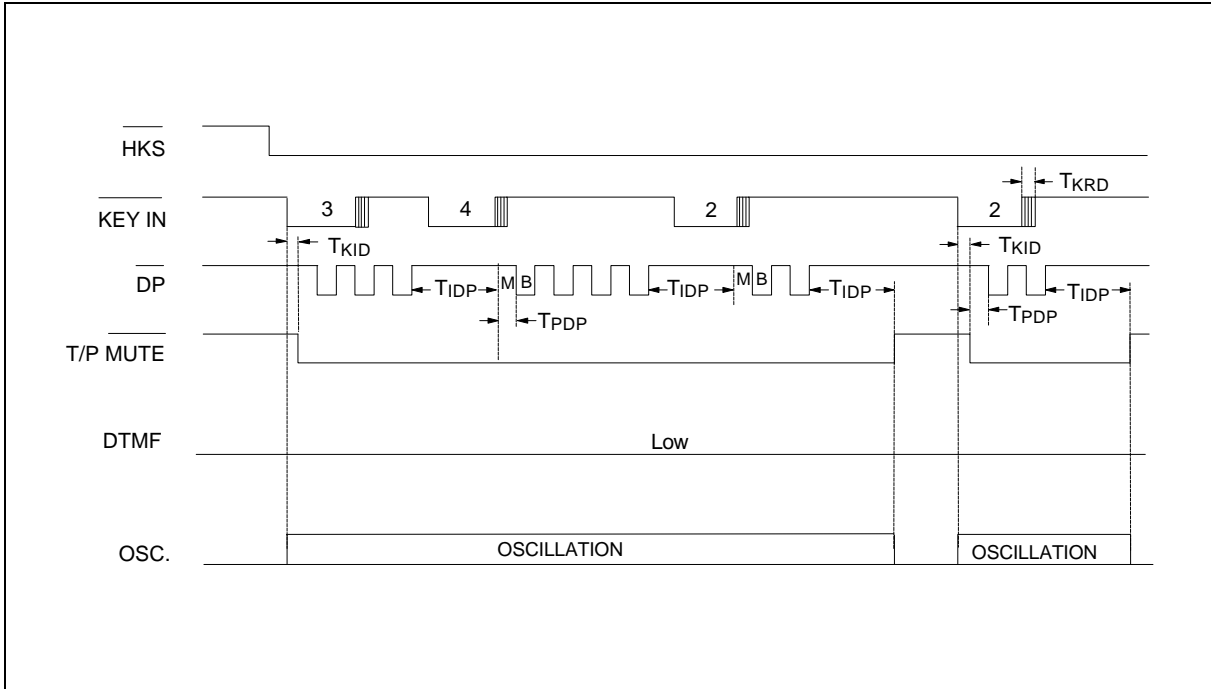 HKS
TKRD
KEY IN
3
4
2
2
TKID
TKID
DP
TIDP
M
B
TIDP
M
B
TIDP
TIDP
TPDP
TPDP
T/P MUTE
DTMF
Low
OSC.
OSCILLATION
OSCILLATION